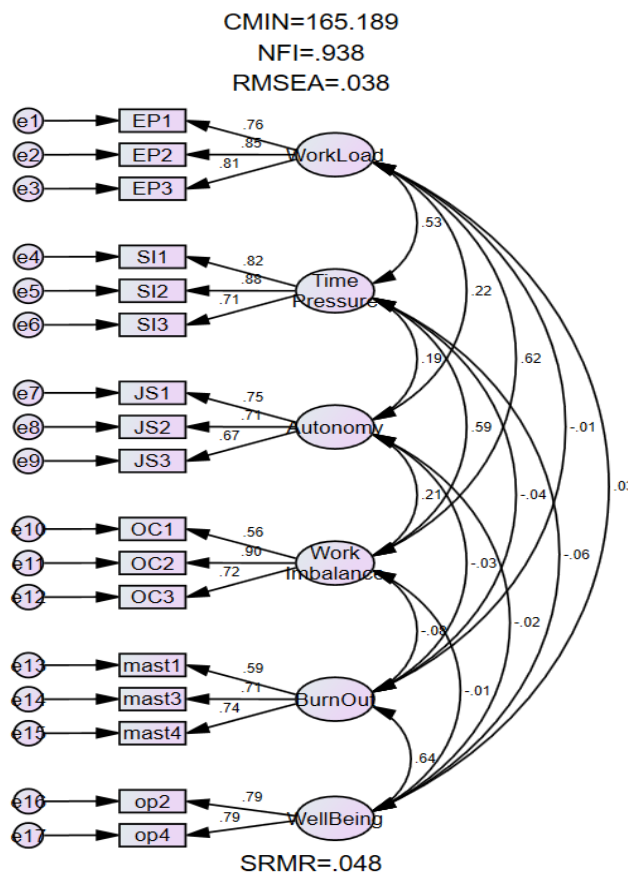 CMIN=165.189
NFI=.938
RMSEA=.038
e1 EP1 .76
e2 EP2 .85 WorkLoad
e3 EP3 .81
.53
e4 SI1 .82
e5 SI2 .88 Time Pressure .22
e6 SI3 .71
.19 .62
e7 JS1 .75
e8 JS2 .71 Autonomy .59 -.01
e9 JS3 .67
.21 -.04 .03
e10 OC1 .56
e11 OC2 .90 Work Imbalance -.03 -.06
e12 OC3 .72
-.08 -.02
e13 mast1 .59 -.01
e14 mast3 .71 BurnOut
e15 mast4 .74
.64
e16 op2 .79
e17 op4 .79 WellBeing
SRMR=.048